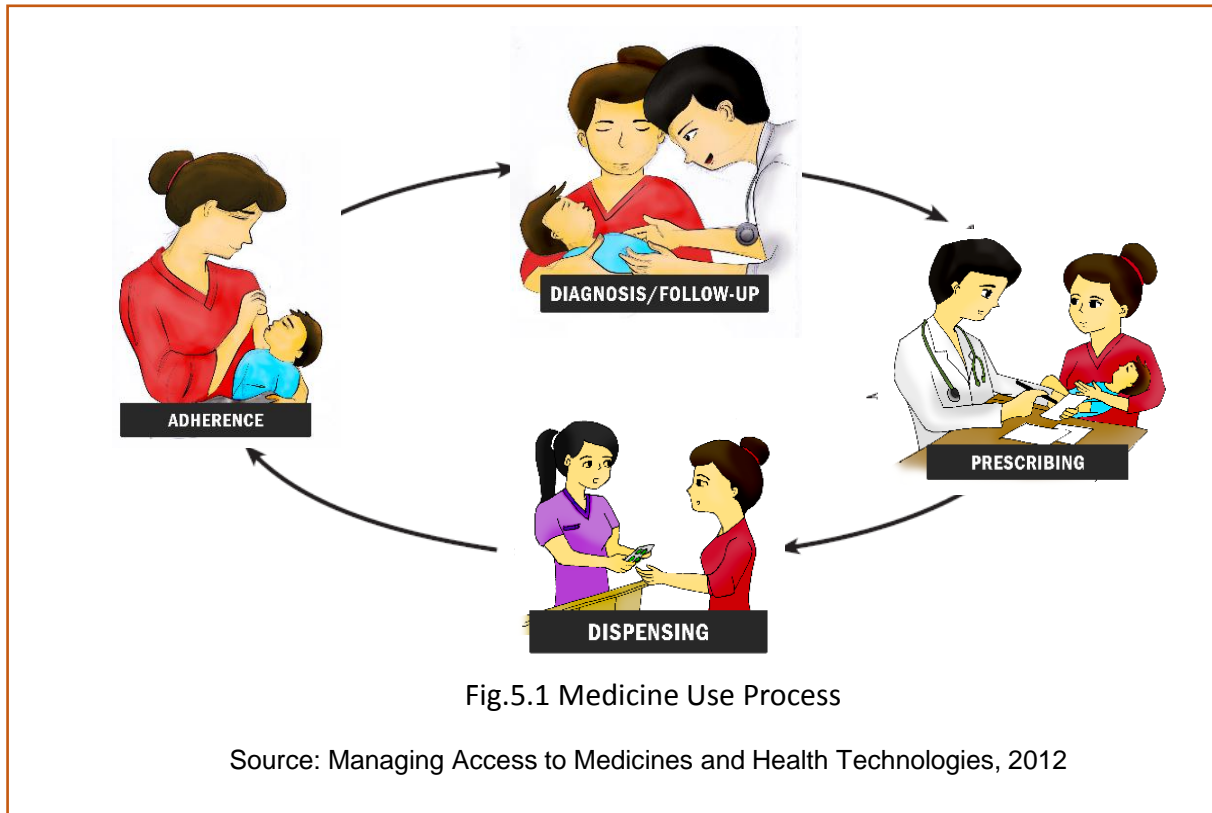 DIAGNOSIS/FOLLOW-UP
ADHERENCE
PRESCRIBING
DISPENSING
Fig.5.1 Medicine Use Process
Source: Managing Access to Medicines and Health Technologies, 2012